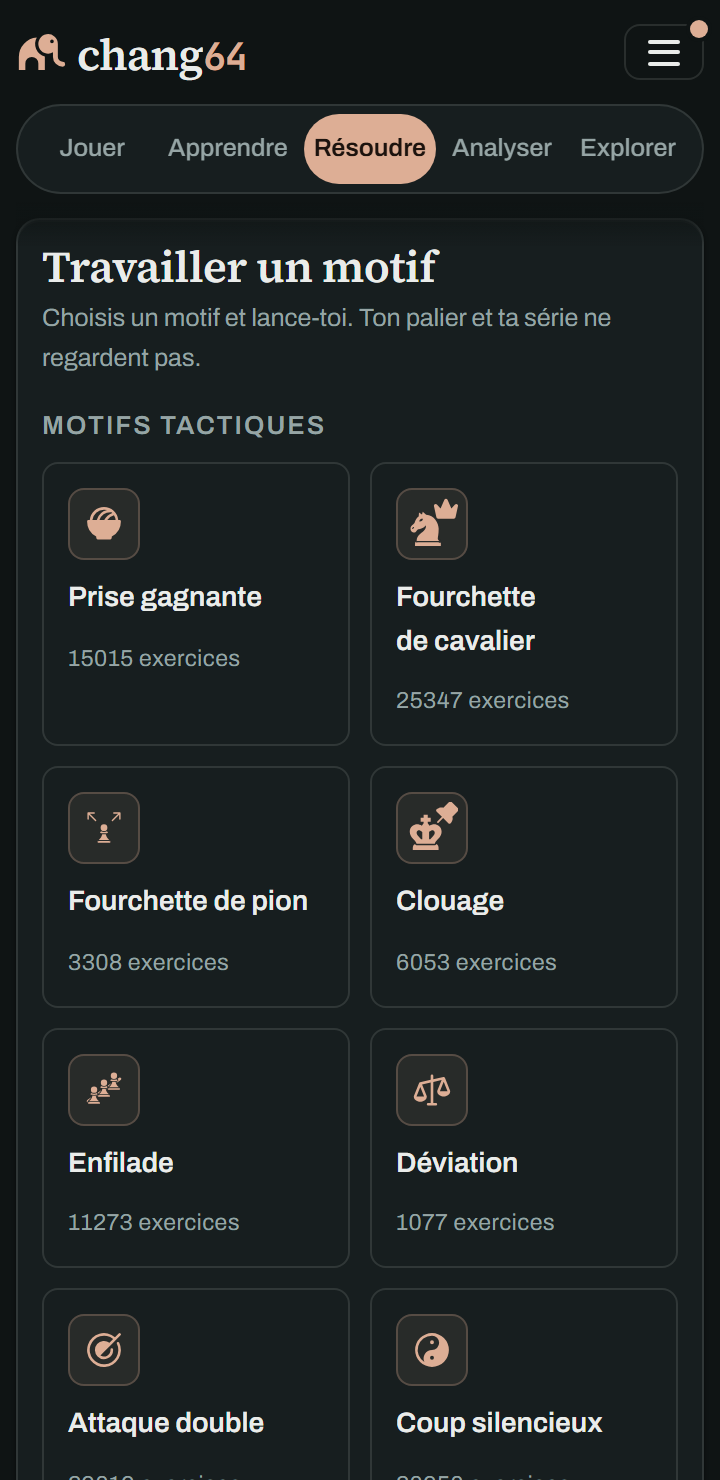 chang64
Jouer Apprendre Résoudre Analyser Explorer
Travailler un motif
Choisis un motif et lance-toi. Ton palier et ta série ne
regardent pas.
MOTIFS TACTIQUES
Prise gagnante
15015 exercices
Fourchette
de cavalier
25347 exercices
Fourchette de pion
3308 exercices
Clouage
6053 exercices
Enfilade
11273 exercices
Déviation
1077 exercices
Attaque double
Coup silencieux